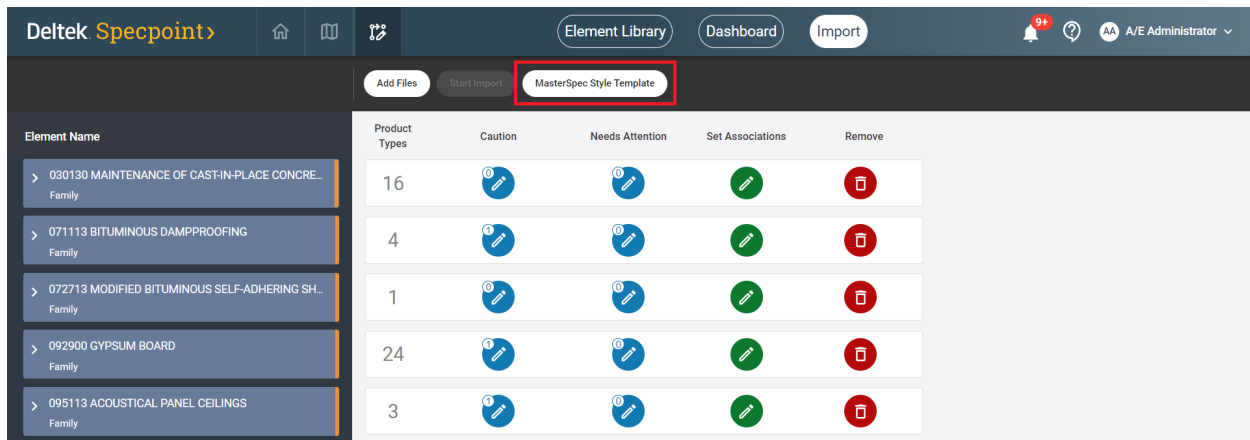 Deltek Specpoint>
Element Library
Dashboard
Import
9+
AA
A/E Administrator
Add Files
Start Import
MasterSpec Style Template
Element Name
Product Types
Caution
Needs Attention
Set Associations
Remove
030130 MAINTENANCE OF CAST-IN-PLACE CONCRE...
Family
16
0
0
071113 BITUMINOUS DAMPPROOFING
Family
4
1
0
072713 MODIFIED BITUMINOUS SELF-ADHERING SH...
Family
1
0
0
092900 GYPSUM BOARD
Family
24
1
0
095113 ACOUSTICAL PANEL CEILINGS
Family
3
1
0